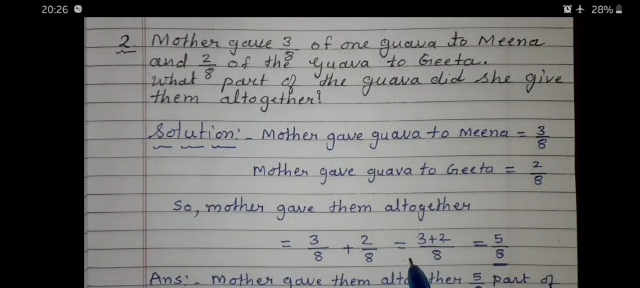 20:26 28%
2. Mother gave 3/8 of one guava to Meena
and 2/8 of the guava to Geeta.
What part of the guava did she give
them altogether?
Solution:- Mother gave guava to Meena = 3/8
Mother gave guava to Geeta = 2/8
So, mother gave them altogether
= 3/8 + 2/8 = 3+2/8 = 5/8
Ans:- Mother gave them altogether 5 part of